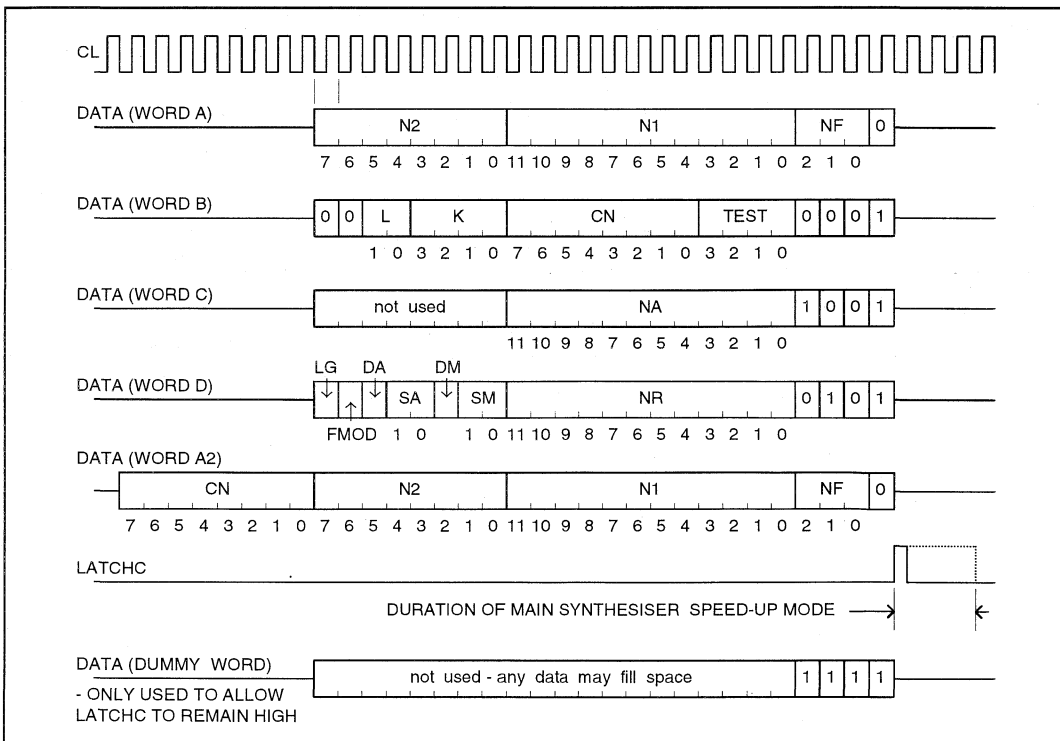 CL
DATA (WORD A)
N2 N1 NF 0
7 6 5 4 3 2 1 0 11 10 9 8 7 6 5 4 3 2 1 0 2 1 0
DATA (WORD B)
0 0 L K CN TEST 0 0 0 1
1 0 3 2 1 0 7 6 5 4 3 2 1 0 3 2 1 0
DATA (WORD C)
not used NA 1 0 0 1
11 10 9 8 7 6 5 4 3 2 1 0
LG DA DM
DATA (WORD D)
SA SM NR 0 1 0 1
FMOD 1 0 1 0 11 10 9 8 7 6 5 4 3 2 1 0
DATA (WORD A2)
CN N2 N1 NF 0
7 6 5 4 3 2 1 0 7 6 5 4 3 2 1 0 11 10 9 8 7 6 5 4 3 2 1 0 2 1 0
LATCHC
DURATION OF MAIN SYNTHESISER SPEED-UP MODE
DATA (DUMMY WORD)
not used - any data may fill space 1 1 1 1
- ONLY USED TO ALLOW
LATCHC TO REMAIN HIGH